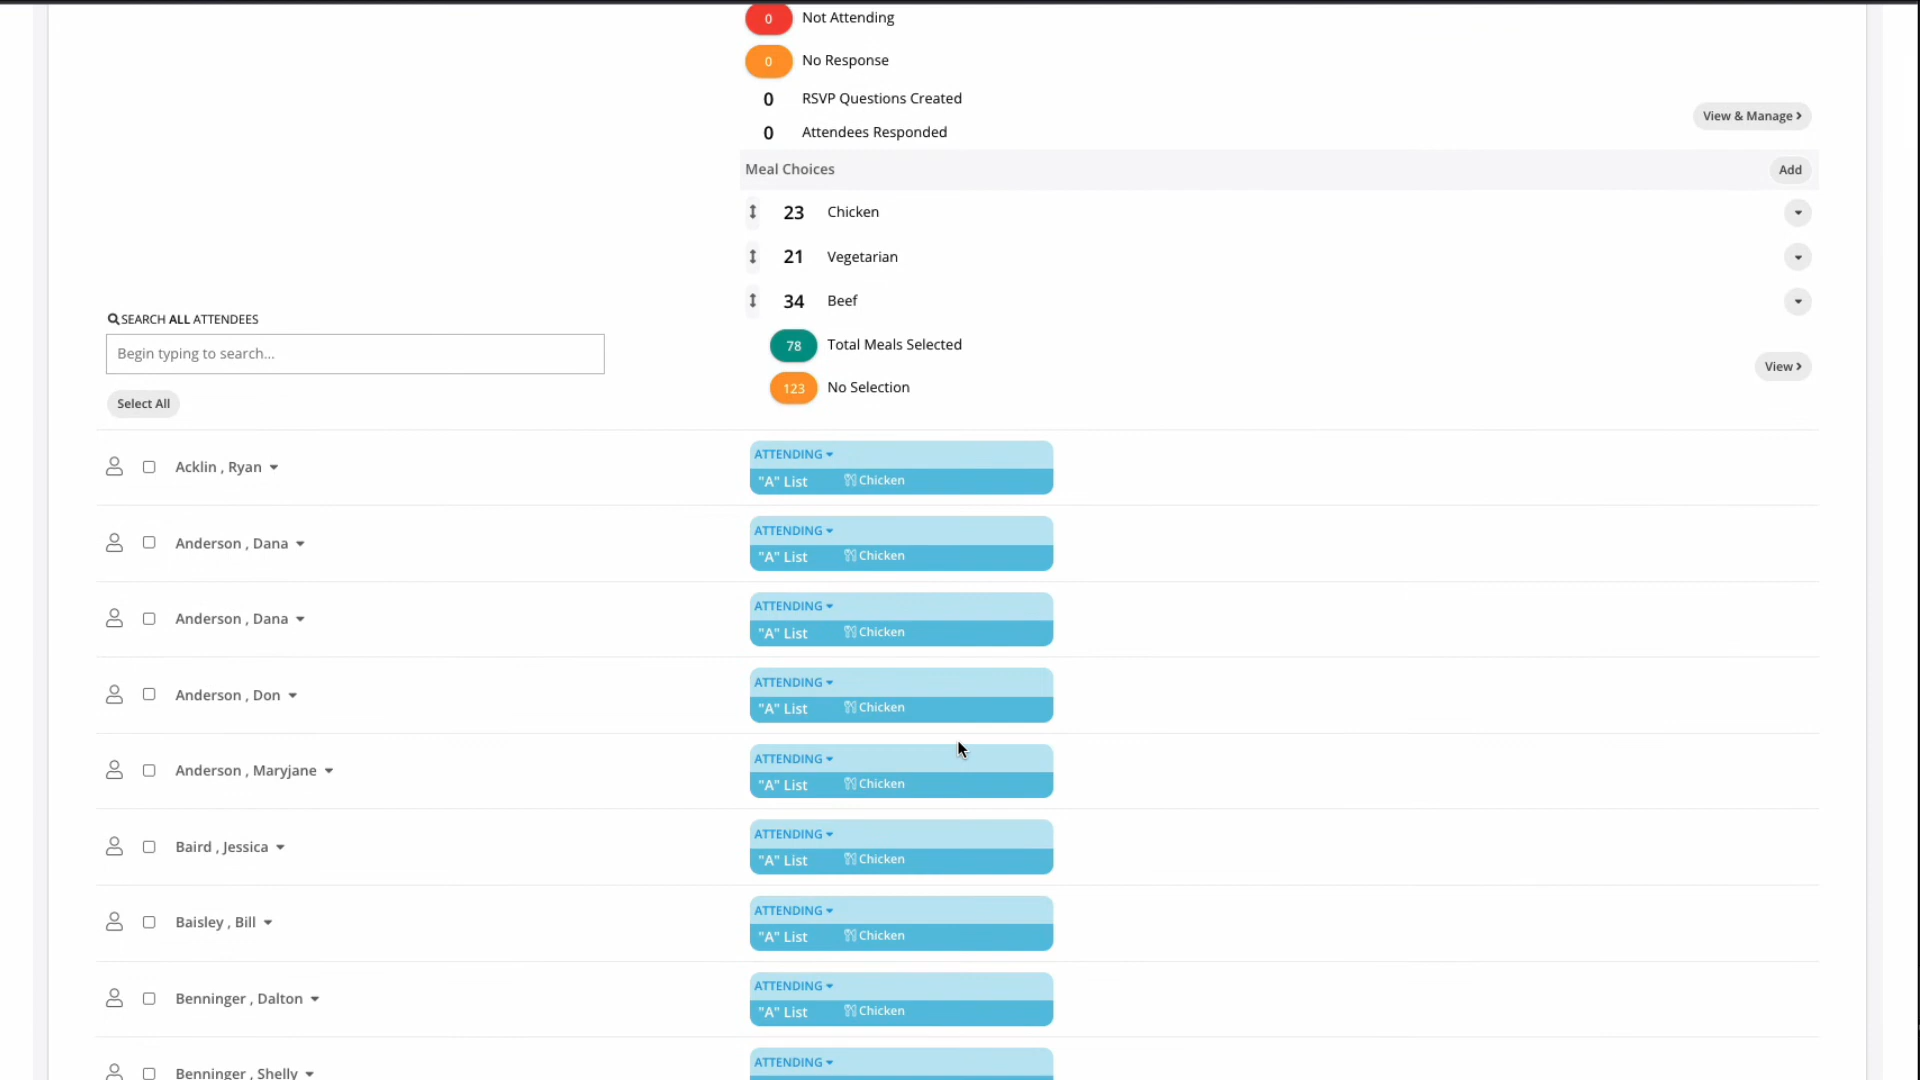 0 Not Attending
0 No Response
0 RSVP Questions Created
0 Attendees Responded
View & Manage
Meal Choices
Add
23 Chicken
21 Vegetarian
34 Beef
78 Total Meals Selected
123 No Selection
View
SEARCH ALL ATTENDEES
Begin typing to search...
Select All
Acklin , Ryan
ATTENDING
"A" List Chicken
Anderson , Dana
ATTENDING
"A" List Chicken
Anderson , Dana
ATTENDING
"A" List Chicken
Anderson , Don
ATTENDING
"A" List Chicken
Anderson , Maryjane
ATTENDING
"A" List Chicken
Baird , Jessica
ATTENDING
"A" List Chicken
Baisley , Bill
ATTENDING
"A" List Chicken
Benninger , Dalton
ATTENDING
"A" List Chicken
Benninger , Shelly
ATTENDING